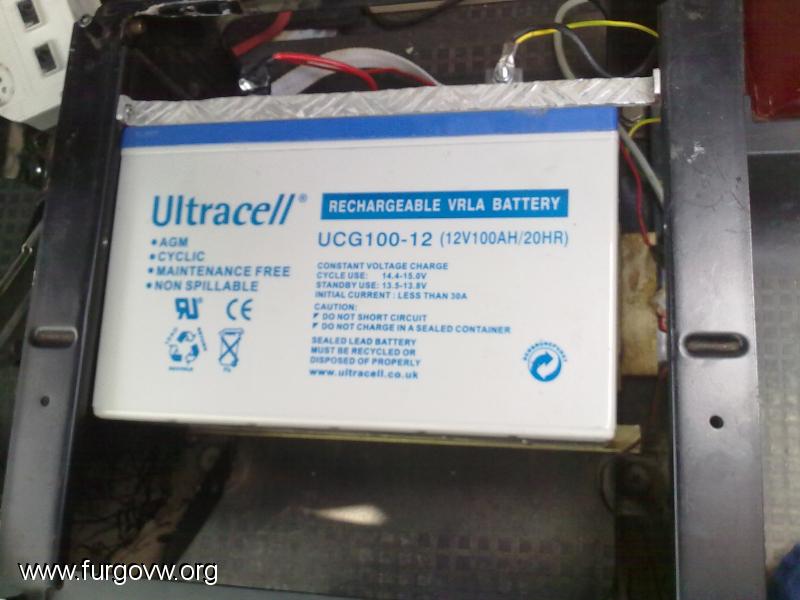 Ultracell®
RECHARGEABLE VRLA BATTERY
UCG100-12 (12V100AH/20HR)
• AGM
• CYCLIC
• MAINTENANCE FREE
• NON SPILLABLE
CONSTANT VOLTAGE CHARGE
CYCLE USE: 14.4-15.0V
STANDBY USE: 13.5-13.8V
INITIAL CURRENT : LESS THAN 30A
CAUTION:
DO NOT SHORT CIRCUIT
DO NOT CHARGE IN A SEALED CONTAINER
SEALED LEAD BATTERY
MUST BE RECYCLED OR
DISPOSED OF PROPERLY
www.ultracell.co.uk
CE
Pb
www.furgovw.org